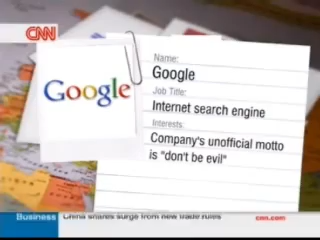 CNN
Google
Name:
Google
Job Title:
Internet search engine
Interests:
Company's unofficial motto
is "don't be evil"
Business
China shares surge from new trade rules
cnn.com